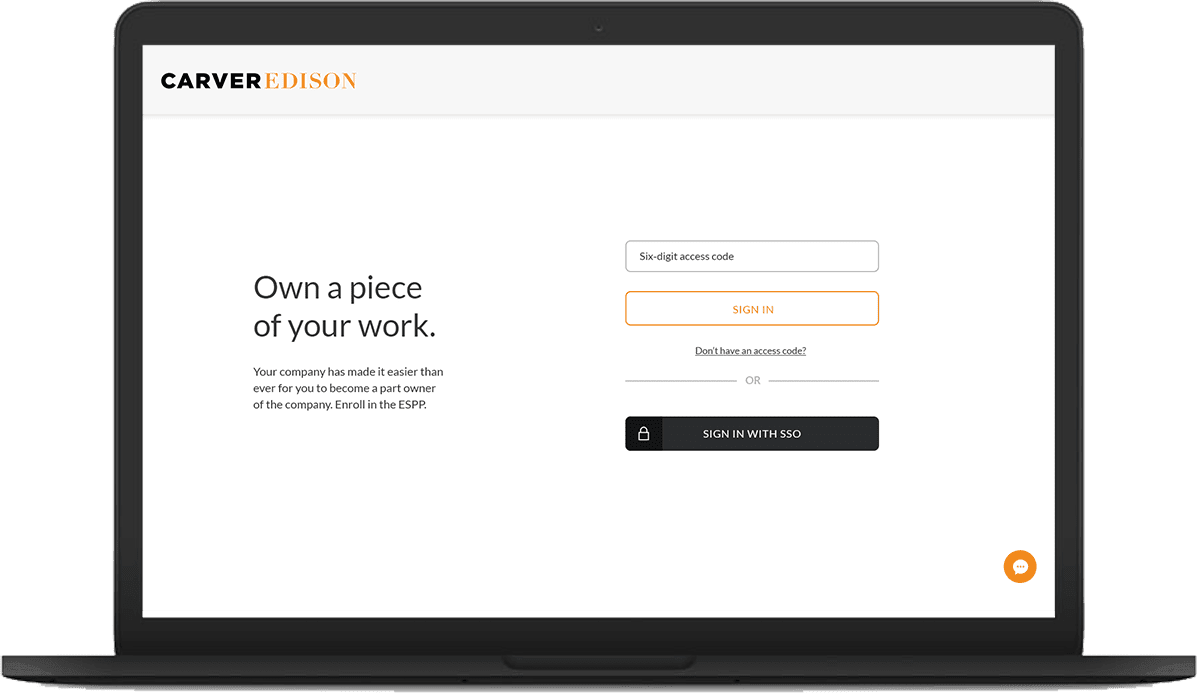 CARVER EDISON
Own a piece
of your work.
Your company has made it easier than
ever for you to become a part owner
of the company. Enroll in the ESPP.
Six-digit access code
SIGN IN
Don't have an access code?
OR
SIGN IN WITH SSO